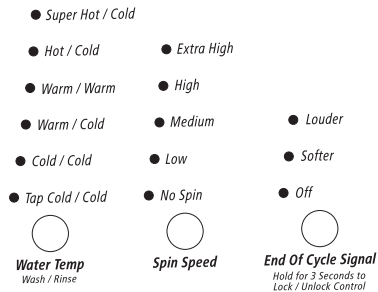 Super Hot / Cold
Hot / Cold
Warm / Warm
Warm / Cold
Cold / Cold
Tap Cold / Cold
Water Temp
Wash / Rinse
Extra High
High
Medium
Low
No Spin
Spin Speed
Louder
Softer
Off
End Of Cycle Signal
Hold for 3 Seconds to
Lock / Unlock Control